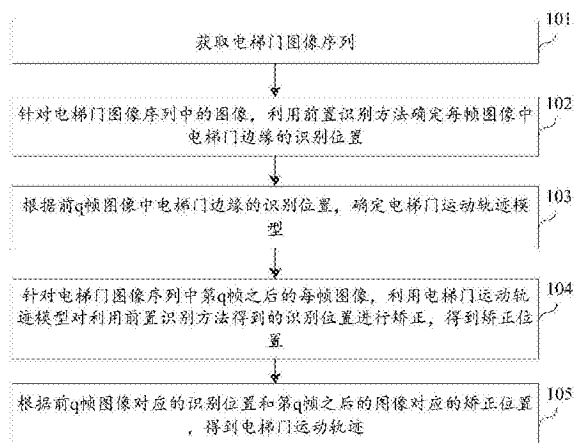 101
获取电梯门图像序列
102
针对电梯门图像序列中的图像，利用前置识别方法确定每帧图像中
电梯门边缘的识别位置
103
根据前q帧图像中电梯门边缘的识别位置，确定电梯门运动轨迹模
型
104
针对电梯门图像序列中第q帧之后的每帧图像，利用电梯门运动轨
迹模型对利用前置识别方法得到的识别位置进行矫正，得到矫正位
置
105
根据前q帧图像对应的识别位置和第q帧之后的图像对应的矫正位置
，得到电梯门运动轨迹